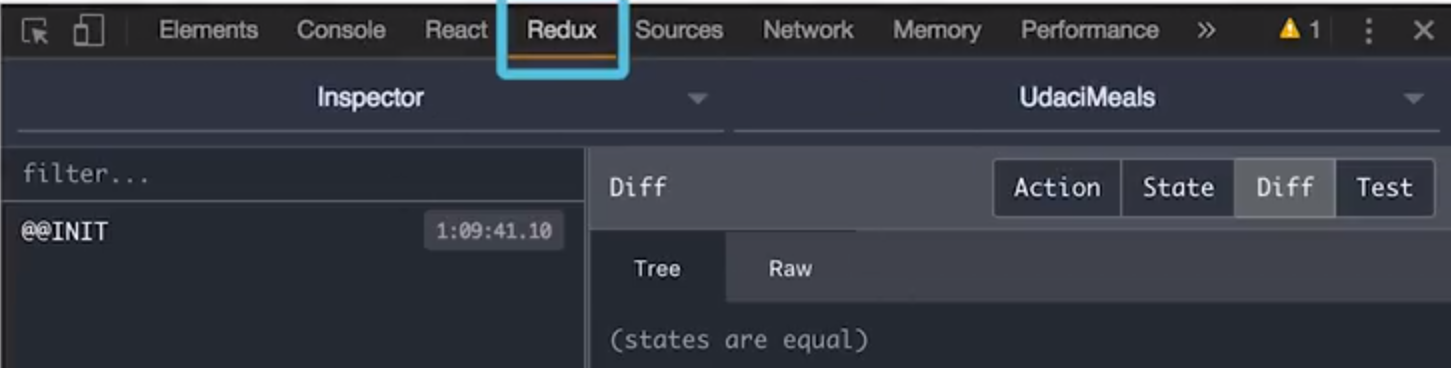 Elements Console React Redux Sources Network Memory Performance » 1
Inspector UdaciMeals
filter...
Diff Action State Diff Test
@@INIT 1:09:41.10
Tree Raw
(states are equal)